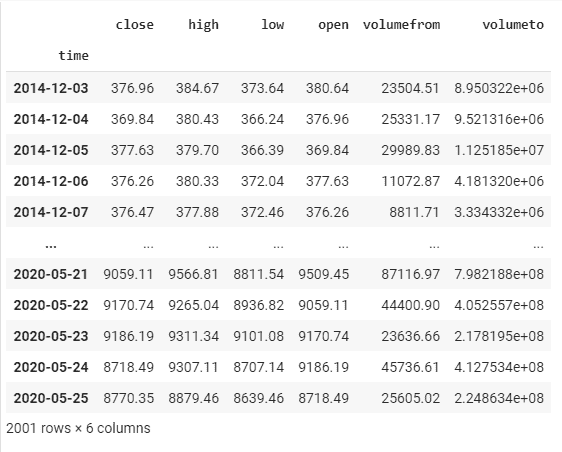 close high low open volumefrom volumeto
time
2014-12-03 376.96 384.67 373.64 380.64 23504.51 8.950322e+06
2014-12-04 369.84 380.43 366.24 376.96 25331.17 9.521316e+06
2014-12-05 377.63 379.70 366.39 369.84 29989.83 1.125185e+07
2014-12-06 376.26 380.33 372.04 377.63 11072.87 4.181320e+06
2014-12-07 376.47 377.88 372.46 376.26 8811.71 3.334332e+06
... ... ... ... ... ... ...
2020-05-21 9059.11 9566.81 8811.54 9509.45 87116.97 7.982188e+08
2020-05-22 9170.74 9265.04 8936.82 9059.11 44400.90 4.052557e+08
2020-05-23 9186.19 9311.34 9101.08 9170.74 23636.66 2.178195e+08
2020-05-24 8718.49 9307.11 8707.14 9186.19 45736.61 4.127534e+08
2020-05-25 8770.35 8879.46 8639.46 8718.49 25605.02 2.248634e+08
2001 rows × 6 columns